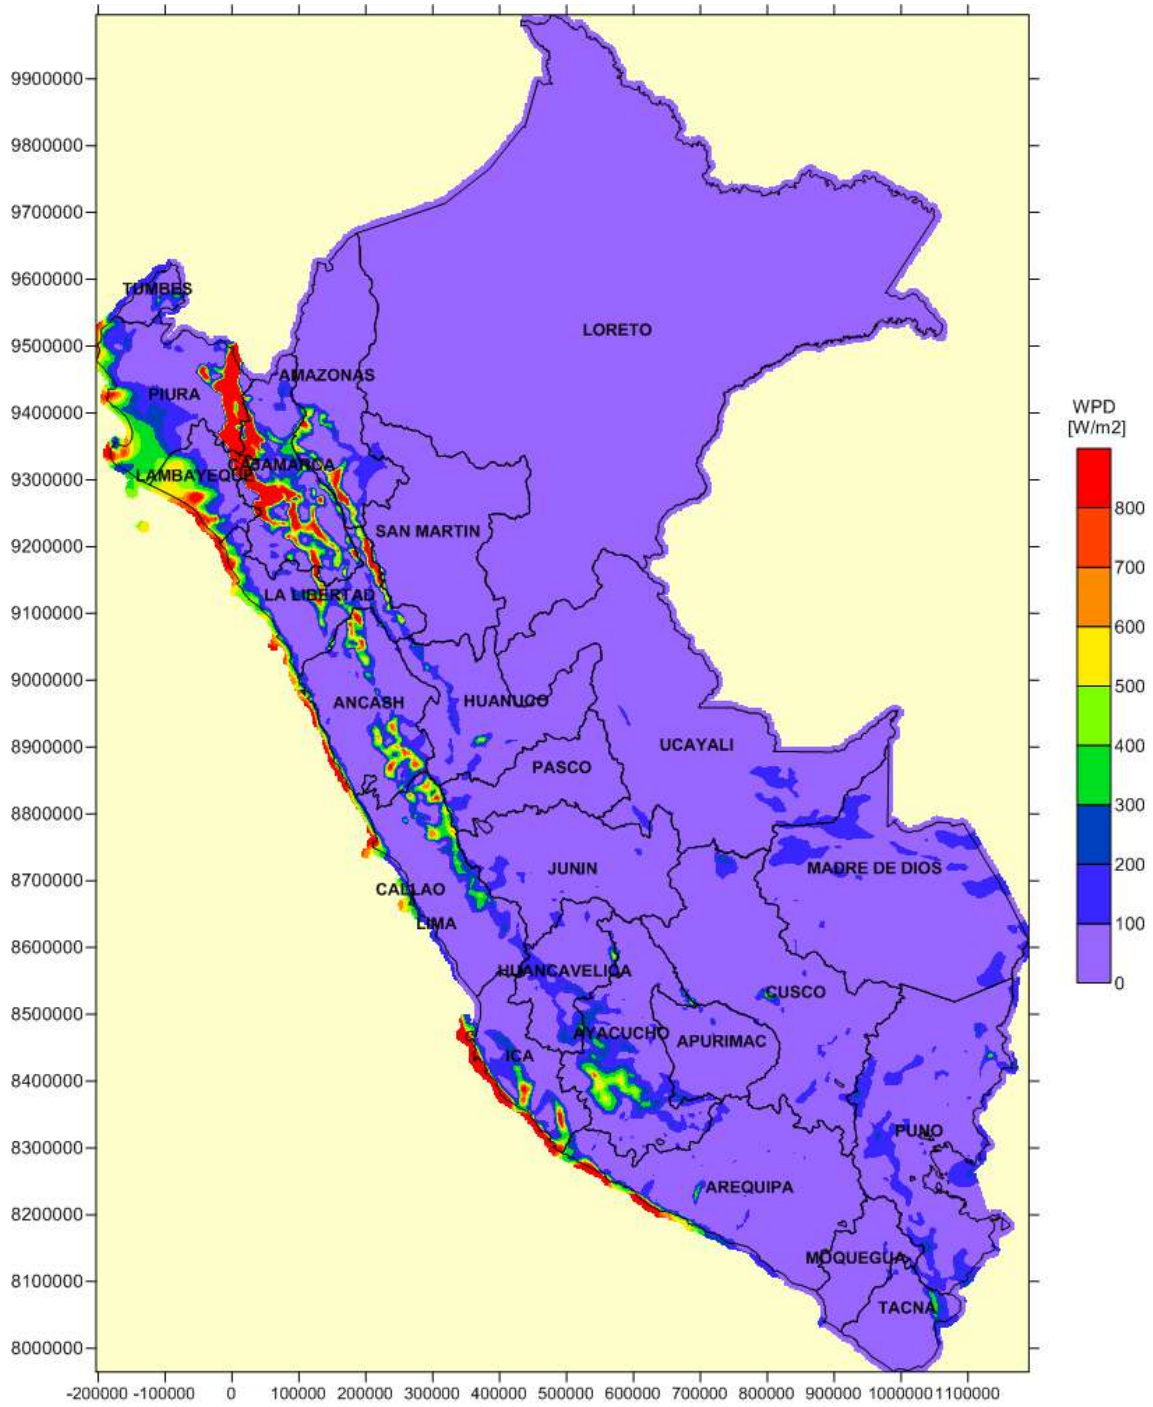 9900000
9800000
9700000
9600000
9500000
9400000
9300000
9200000
9100000
9000000
8900000
8800000
8700000
8600000
8500000
8400000
8300000
8200000
8100000
8000000
-200000 -100000 0 100000 200000 300000 400000 500000 600000 700000 800000 900000 1000000 1100000
TUMBES
LORETO
AMAZONAS
PIURA
CAJAMARCA
LAMBAYEQUE
SAN MARTIN
LA LIBERTAD
ANCASH
HUANUCO
UCAYALI
PASCO
JUNIN
MADRE DE DIOS
CALLAO
LIMA
HUANCAVELICA
CUSCO
AYACUCHO
APURIMAC
ICA
PUNO
AREQUIPA
MOQUEGUA
TACNA
WPD
[W/m2]
800
700
600
500
400
300
200
100
0